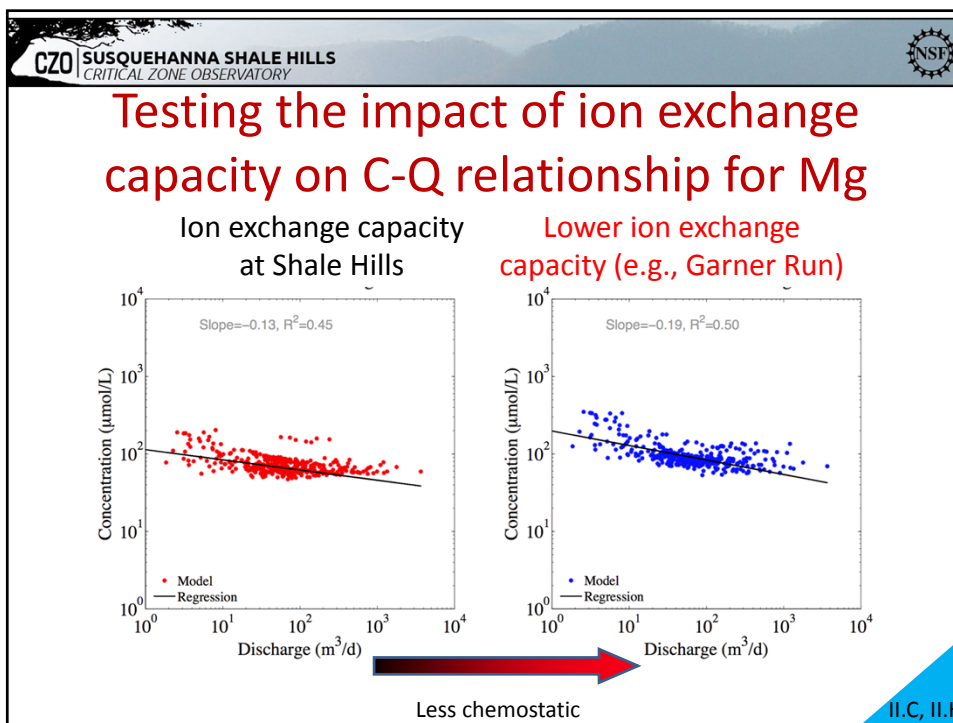 CZO SUSQUEHANNA SHALE HILLS
CRITICAL ZONE OBSERVATORY
NSF
Testing the impact of ion exchange
capacity on C-Q relationship for Mg
Ion exchange capacity
at Shale Hills
Lower ion exchange
capacity (e.g., Garner Run)
Slope=−0.13, R²=0.45
Concentration (μmol/L)
10⁴
10³
10²
10¹
10⁰
Model
Regression
10⁰ 10¹ 10² 10³ 10⁴
Discharge (m³/d)
Slope=−0.19, R²=0.50
Concentration (μmol/L)
10⁴
10³
10²
10¹
10⁰
Model
Regression
10⁰ 10¹ 10² 10³ 10⁴
Discharge (m³/d)
Less chemostatic
II.C,